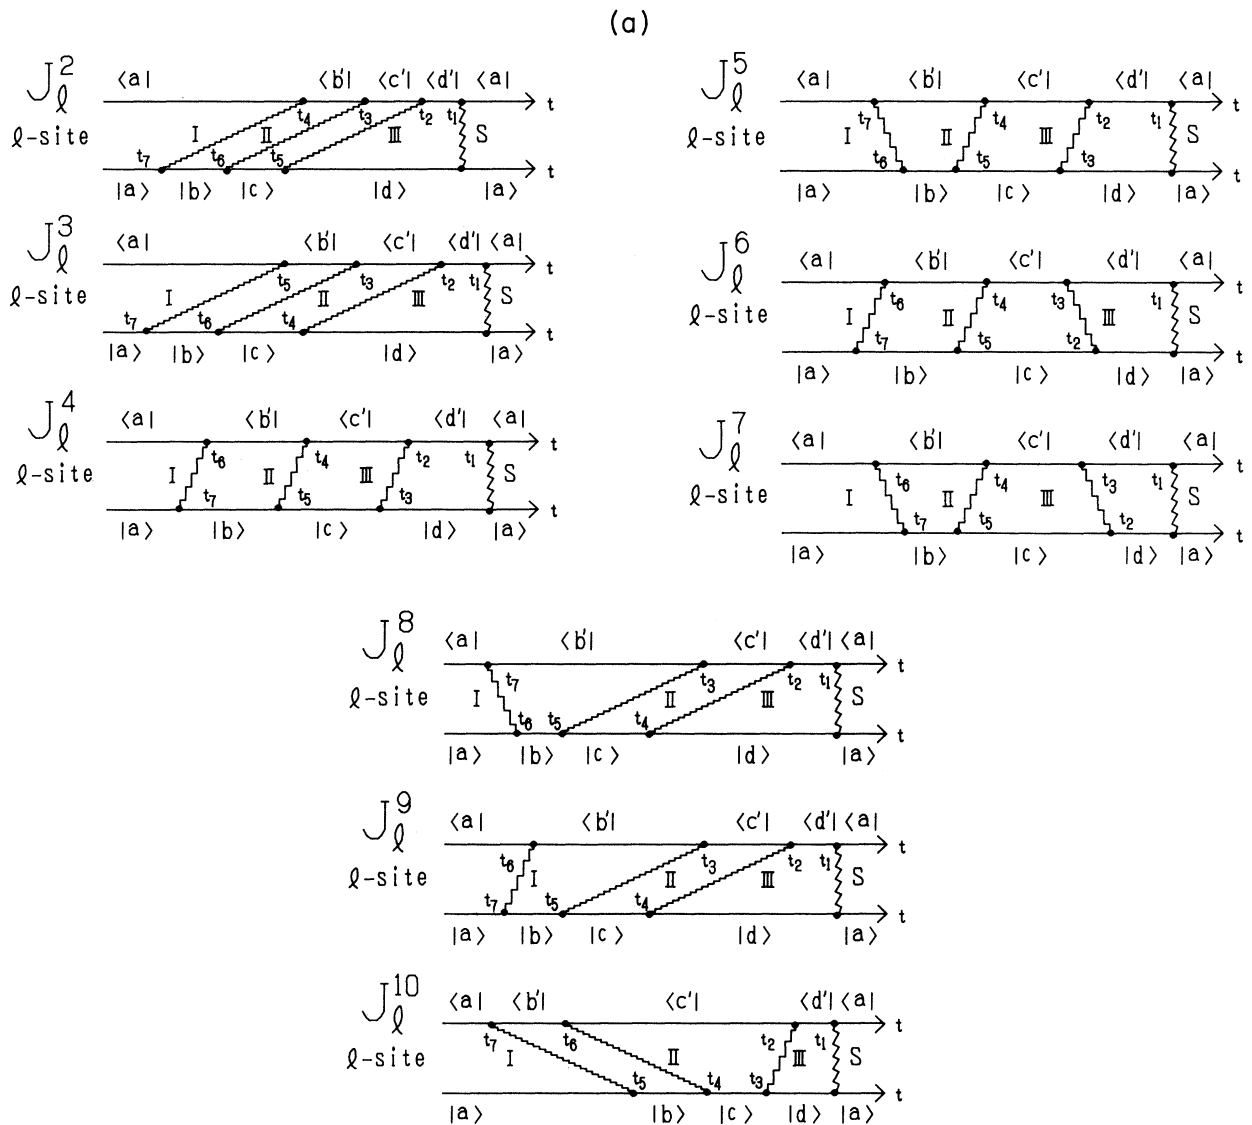 (a)
J 2 ℓ
ℓ-site
⟨a| ⟨b'| ⟨c'| ⟨d'| ⟨a|
t4 t3 t2 t1 t
I II III S
t7 t6 t5 t
|a⟩ |b⟩ |c⟩ |d⟩ |a⟩
J 3 ℓ
ℓ-site
⟨a| ⟨b'| ⟨c'| ⟨d'| ⟨a|
t5 t3 t2 t1 t
I II III S
t7 t6 t4 t
|a⟩ |b⟩ |c⟩ |d⟩ |a⟩
J 4 ℓ
ℓ-site
⟨a| ⟨b'| ⟨c'| ⟨d'| ⟨a|
t6 t4 t2 t1 t
I II III S
t7 t5 t3 t
|a⟩ |b⟩ |c⟩ |d⟩ |a⟩
J 5 ℓ
ℓ-site
⟨a| ⟨b'| ⟨c'| ⟨d'| ⟨a|
t7 t4 t2 t1 t
I II III S
t6 t5 t3 t
|a⟩ |b⟩ |c⟩ |d⟩ |a⟩
J 6 ℓ
ℓ-site
⟨a| ⟨b'| ⟨c'| ⟨d'| ⟨a|
t6 t4 t3 t1 t
I II III S
t7 t5 t2 t
|a⟩ |b⟩ |c⟩ |d⟩ |a⟩
J 7 ℓ
ℓ-site
⟨a| ⟨b'| ⟨c'| ⟨d'| ⟨a|
t6 t4 t3 t1 t
I II III S
t7 t5 t2 t
|a⟩ |b⟩ |c⟩ |d⟩ |a⟩
J 8 ℓ
ℓ-site
⟨a| ⟨b'| ⟨c'| ⟨d'| ⟨a|
t7 t3 t2 t1 t
I II III S
t6 t5 t4 t
|a⟩ |b⟩ |c⟩ |d⟩ |a⟩
J 9 ℓ
ℓ-site
⟨a| ⟨b'| ⟨c'| ⟨d'| ⟨a|
t6 t3 t2 t1 t
I II III S
t7 t5 t4 t
|a⟩ |b⟩ |c⟩ |d⟩ |a⟩
J 10 ℓ
ℓ-site
⟨a| ⟨b'| ⟨c'| ⟨d'| ⟨a|
t7 t6 t2 t1 t
I II III S
t5 t4 t3 t
|a⟩ |b⟩ |c⟩ |d⟩ |a⟩